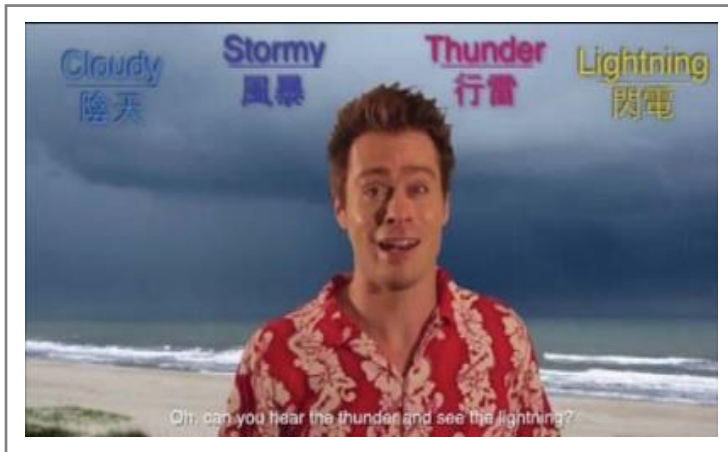 Cloudy
陰天
Stormy
風暴
Thunder
行雷
Lightning
閃電
Oh, can you hear the thunder and see the lightning?